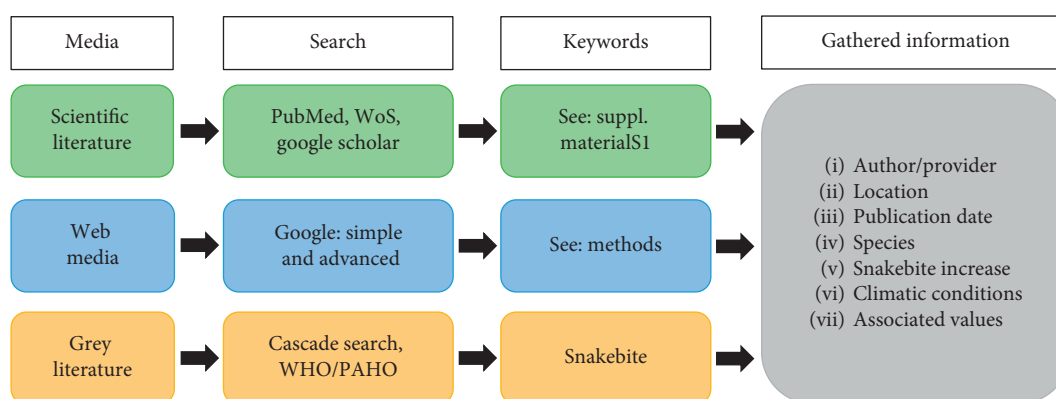 Media
Search
Keywords
Gathered information
Scientific
literature
PubMed, WoS,
google scholar
See: suppl.
materialS1
Web
media
Google: simple
and advanced
See: methods
Grey
literature
Cascade search,
WHO/PAHO
Snakebite
(i) Author/provider
(ii) Location
(iii) Publication date
(iv) Species
(v) Snakebite increase
(vi) Climatic conditions
(vii) Associated values